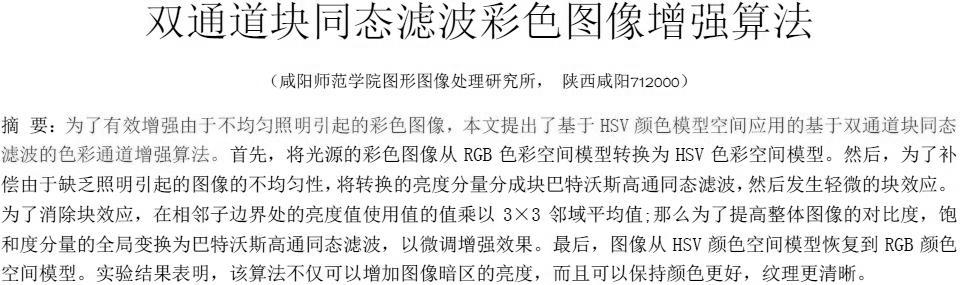 双通道块同态滤波彩色图像增强算法
（咸阳师范学院图形图像处理研究所， 陕西咸阳712000）
摘 要：为了有效增强由于不均匀照明引起的彩色图像，本文提出了基于 HSV 颜色模型空间应用的基于双通道块同态
滤波的色彩通道增强算法。首先，将光源的彩色图像从 RGB 色彩空间模型转换为 HSV 色彩空间模型。然后，为了补
偿由于缺乏照明引起的图像的不均匀性，将转换的亮度分量分成块巴特沃斯高通同态滤波，然后发生轻微的块效应。
为了消除块效应，在相邻子边界处的亮度值使用值的值乘以 3×3 邻域平均值;那么为了提高整体图像的对比度，饱
和度分量的全局变换为巴特沃斯高通同态滤波，以微调增强效果。最后，图像从 HSV 颜色空间模型恢复到 RGB 颜色
空间模型。实验结果表明，该算法不仅可以增加图像暗区的亮度，而且可以保持颜色更好，纹理更清晰。